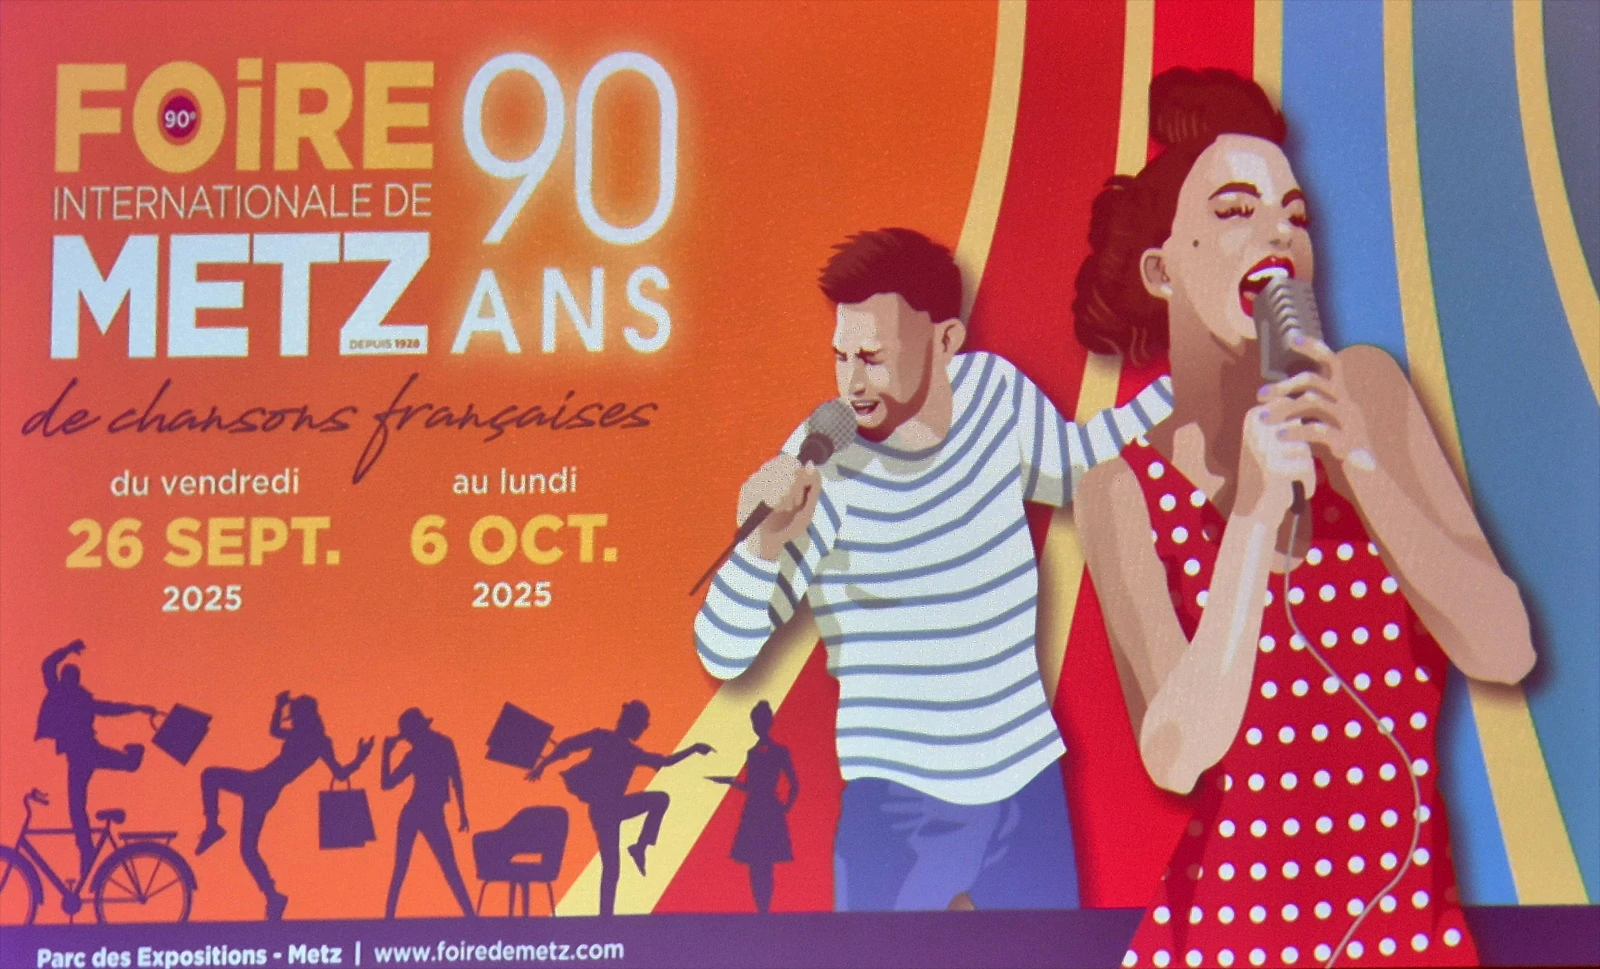 FOiRE
90e
INTERNATIONALE DE
METZ
DEPUIS 1920
90
ANS
de chansons françaises
du vendredi
26 SEPT.
2025
au lundi
6 OCT.
2025
Parc des Expositions - Metz | www.foiredemetz.com